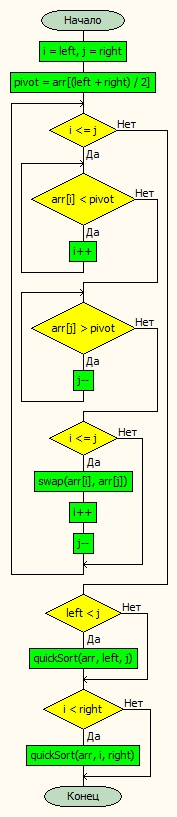 Начало
i = left, j = right
pivot = arr[(left + right) / 2]
i <= j
Нет
Да
arr[i] < pivot
Нет
Да
i++
arr[j] > pivot
Нет
Да
j--
i <= j
Нет
Да
swap(arr[i], arr[j])
i++
j--
left < j
Нет
Да
quickSort(arr, left, j)
i < right
Нет
Да
quickSort(arr, i, right)
Конец